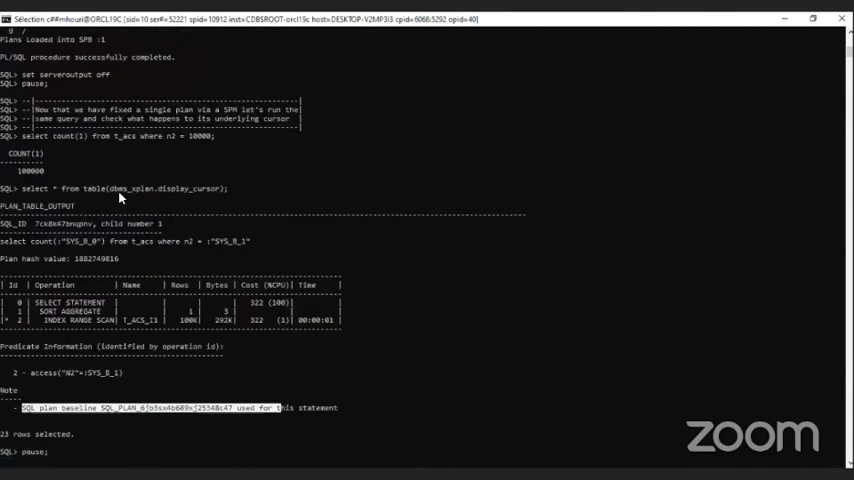 Sélection c##mhouri@ORCL19C [sid=10 ser#=52221 spid=10912 inst=CDB$ROOT-orcl19c host=DESKTOP-V2MP3I3 cpid=6068:5292 opid=40]
9 /
Plans Loaded into SPB :1
PL/SQL procedure successfully completed.
SQL> set serveroutput off
SQL> pause;
SQL> --|-----------------------------------------------------|
SQL> --|Now that we have fixed a single plan via a SPM let's run the|
SQL> --|same query and check what happens to its underlying cursor |
SQL> --|-----------------------------------------------------|
SQL> select count(1) from t_acs where n2 = 10000;
COUNT(1)
----------
100000
SQL> select * from table(dbms_xplan.display_cursor);
PLAN_TABLE_OUTPUT
SQL_ID 7ck8k47bnqpnv, child number 1
-------------------------------------
select count(:"SYS_B_0") from t_acs where n2 = :"SYS_B_1"
Plan hash value: 1882749816
| Id | Operation | Name | Rows | Bytes | Cost (%CPU)| Time |
| 0 | SELECT STATEMENT | | | | 322 (100)| |
| 1 | SORT AGGREGATE | | 1 | 3 | | |
|* 2 | INDEX RANGE SCAN| T_ACS_I1 | 100K| 292K| 322 (1)| 00:00:01 |
Predicate Information (identified by operation id):
---------------------------------------------------
2 - access("N2"=:SYS_B_1)
Note
-----
- SQL plan baseline SQL_PLAN_6jb3sx4b689xj25348c47 used for this statement
23 rows selected.
SQL> pause;
zoom